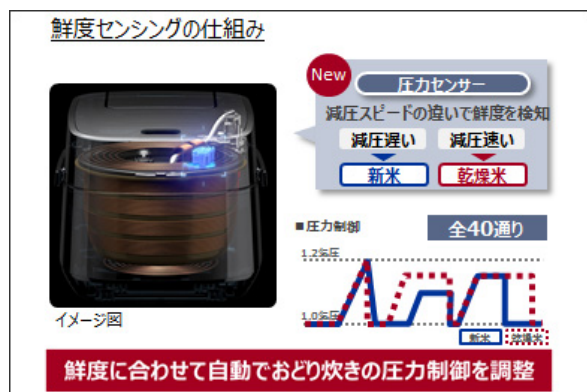 鮮度センシングの仕組み
New
圧力センサー
減圧スピードの違いで鮮度を検知
減圧遅い
減圧速い
新米
乾燥米
イメージ図
■圧力制御
全40通り
1.2気圧
1.0気圧
新米
乾燥米
鮮度に合わせて自動でおどり炊きの圧力制御を調整